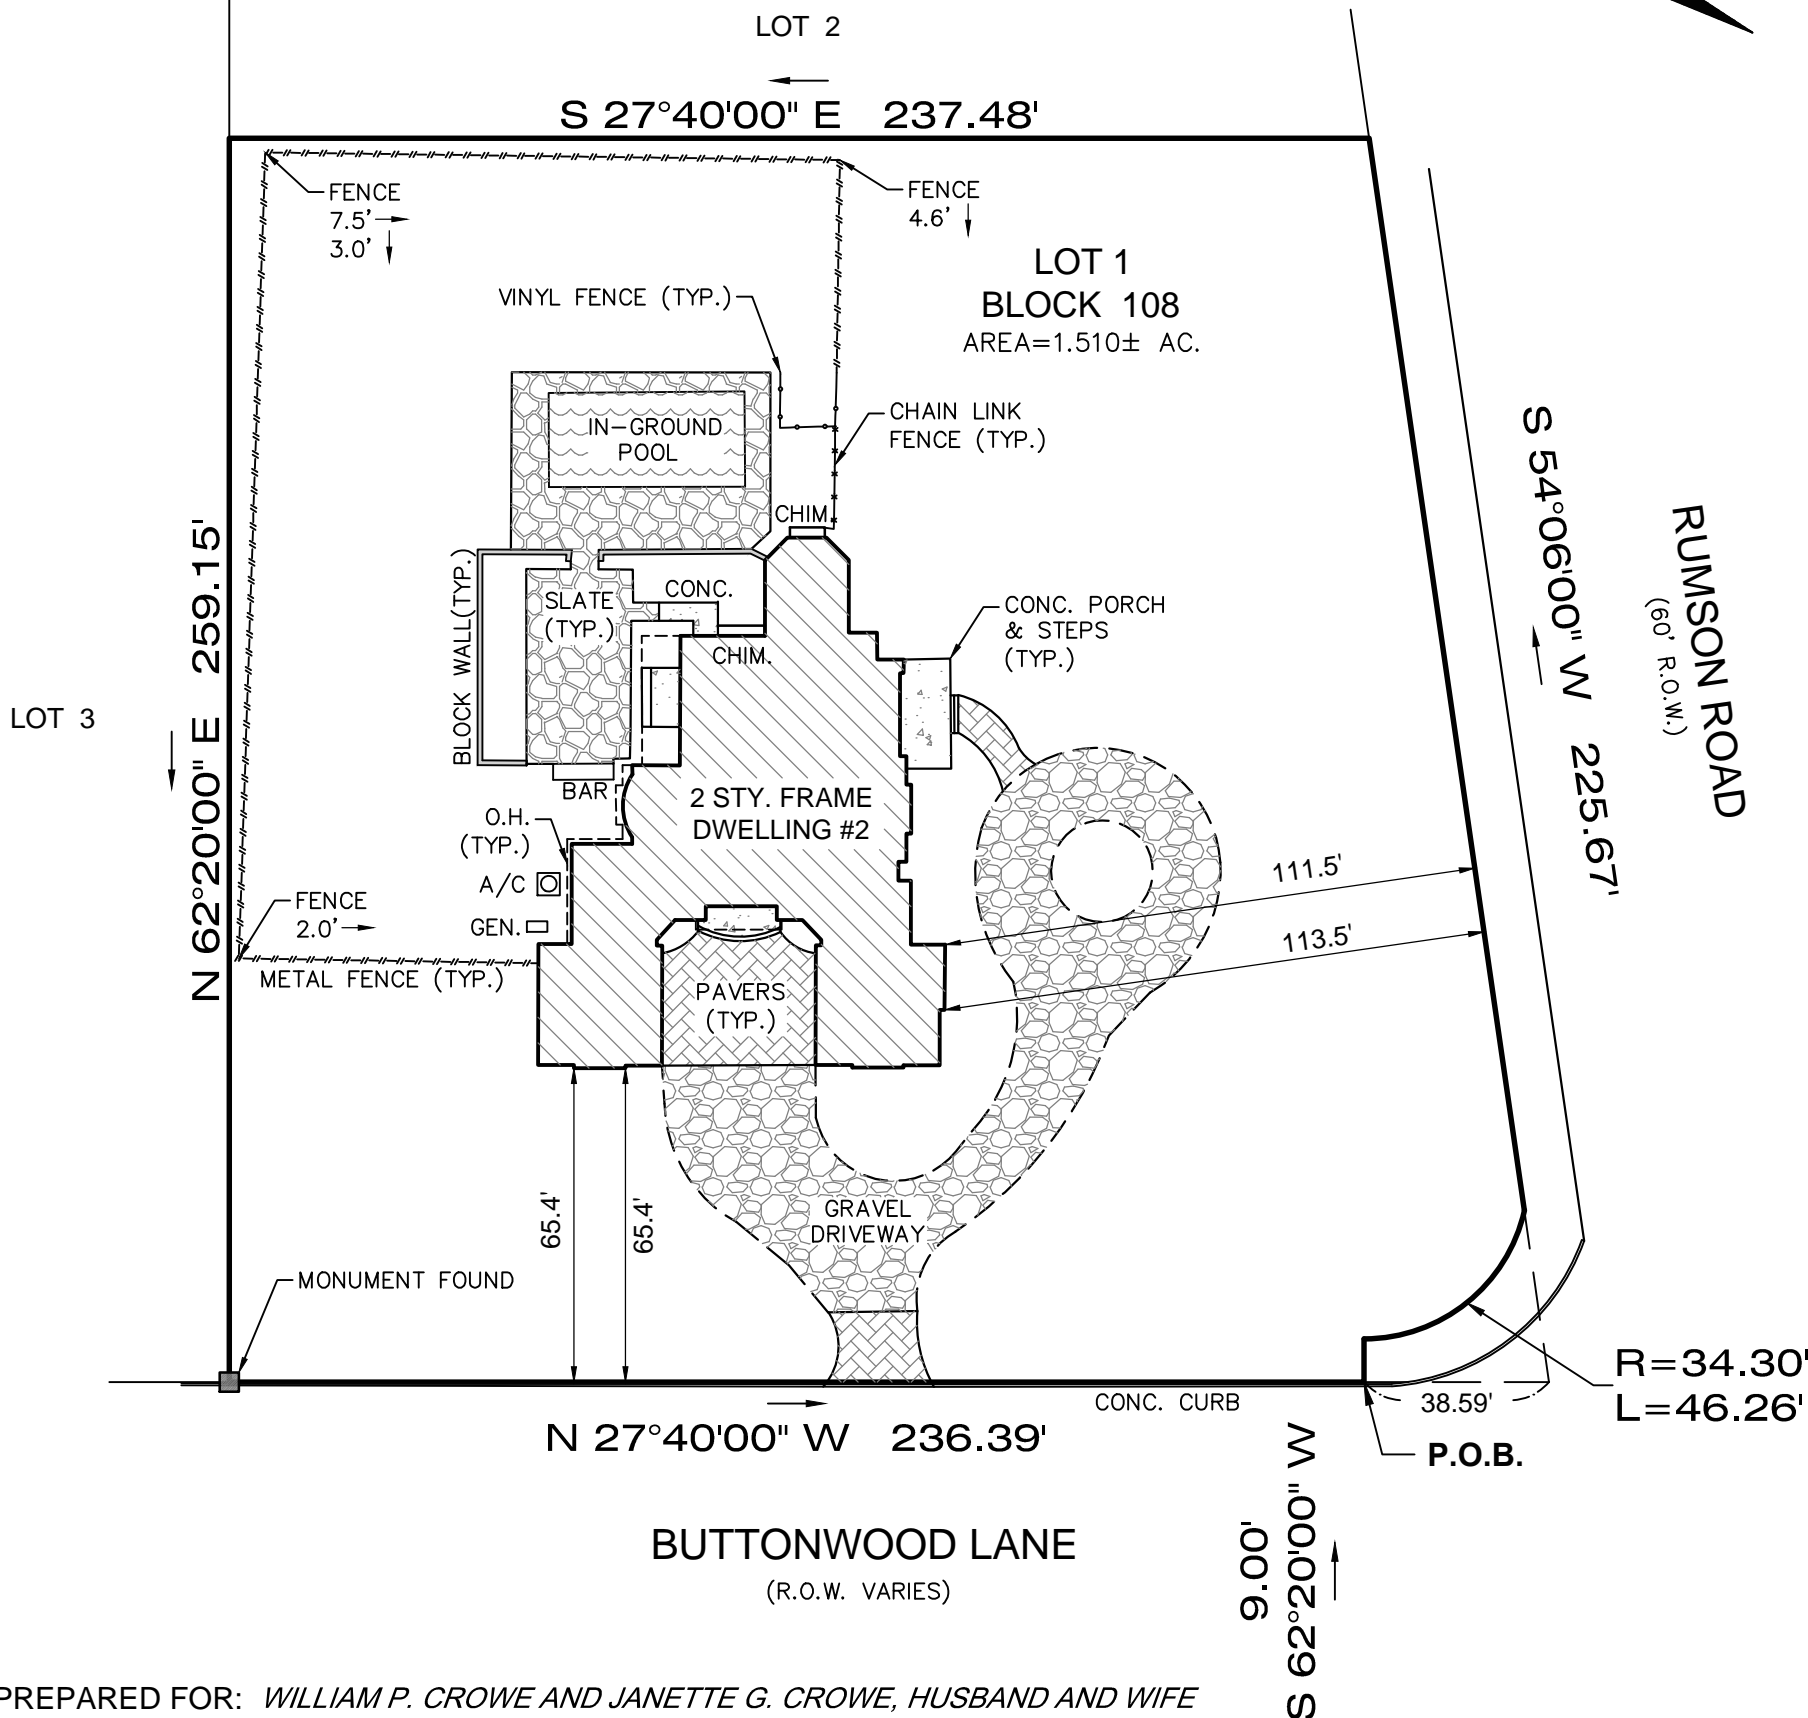 LOT 2
S 27°40'00" E 237.48'
FENCE
7.5'
3.0'
FENCE
4.6'
LOT 1
BLOCK 108
AREA=1.510± AC.
VINYL FENCE (TYP.)
IN-GROUND
POOL
CHAIN LINK
FENCE (TYP.)
S 54°06'00" W 225.67'
RUMSON ROAD
(60' R.O.W.)
CHIM.
N 62°20'00" E 259.15'
BLOCK WALL(TYP.)
SLATE
(TYP.)
CONC.
CHIM.
CONC. PORCH
& STEPS
(TYP.)
LOT 3
BAR
2 STY. FRAME
DWELLING #2
O.H.
(TYP.)
A/C
GEN.
111.5'
113.5'
FENCE
2.0'
METAL FENCE (TYP.)
PAVERS
(TYP.)
65.4'
65.4'
GRAVEL
DRIVEWAY
MONUMENT FOUND
R=34.30'
L=46.26'
CONC. CURB
38.59'
P.O.B.
N 27°40'00" W 236.39'
9.00'
S 62°20'00" W
BUTTONWOOD LANE
(R.O.W. VARIES)
PREPARED FOR: WILLIAM P. CROWE AND JANETTE G. CROWE, HUSBAND AND WIFE